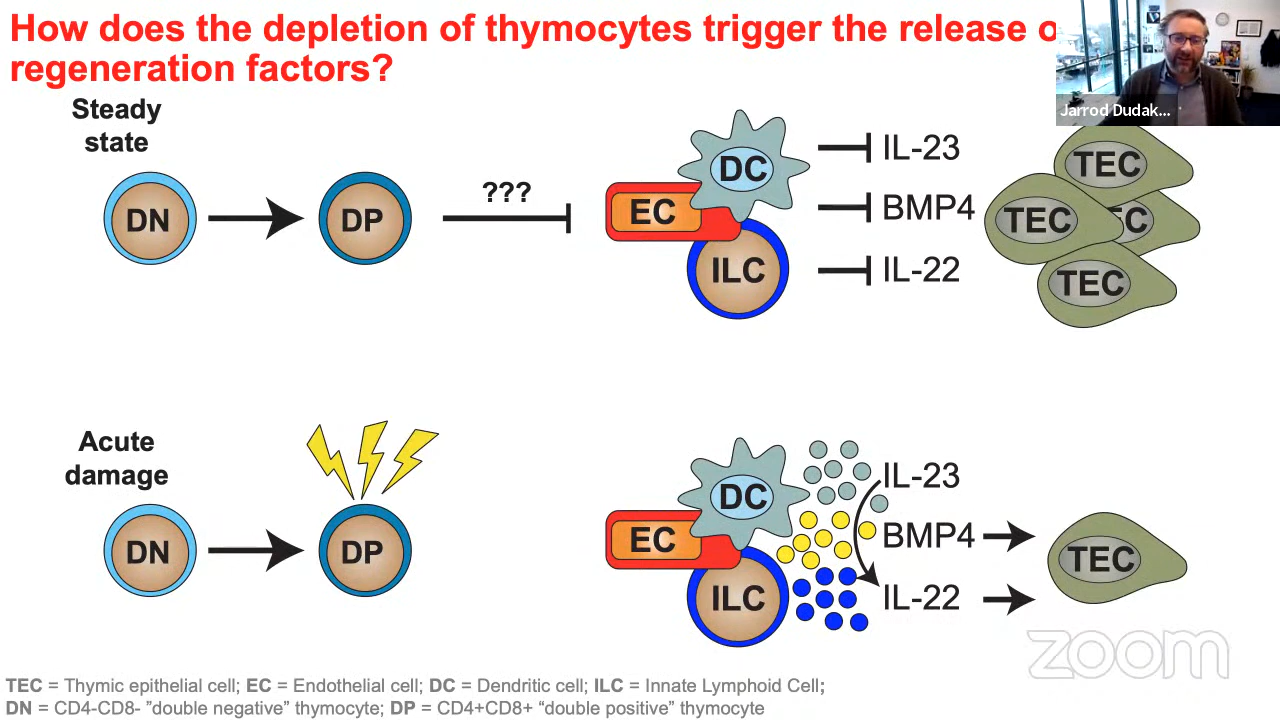 How does the depletion of thymocytes trigger the release
regeneration factors?
Jarrod Dudak...
Steady
state
DN
DP
???
DC
EC
ILC
IL-23
BMP4
IL-22
TEC
TEC
EC
TEC
Acute
damage
DN
DP
DC
EC
ILC
IL-23
BMP4
IL-22
TEC
zoom
TEC = Thymic epithelial cell; EC = Endothelial cell; DC = Dendritic cell; ILC = Innate Lymphoid Cell;
DN = CD4-CD8- ”double negative” thymocyte; DP = CD4+CD8+ “double positive” thymocyte